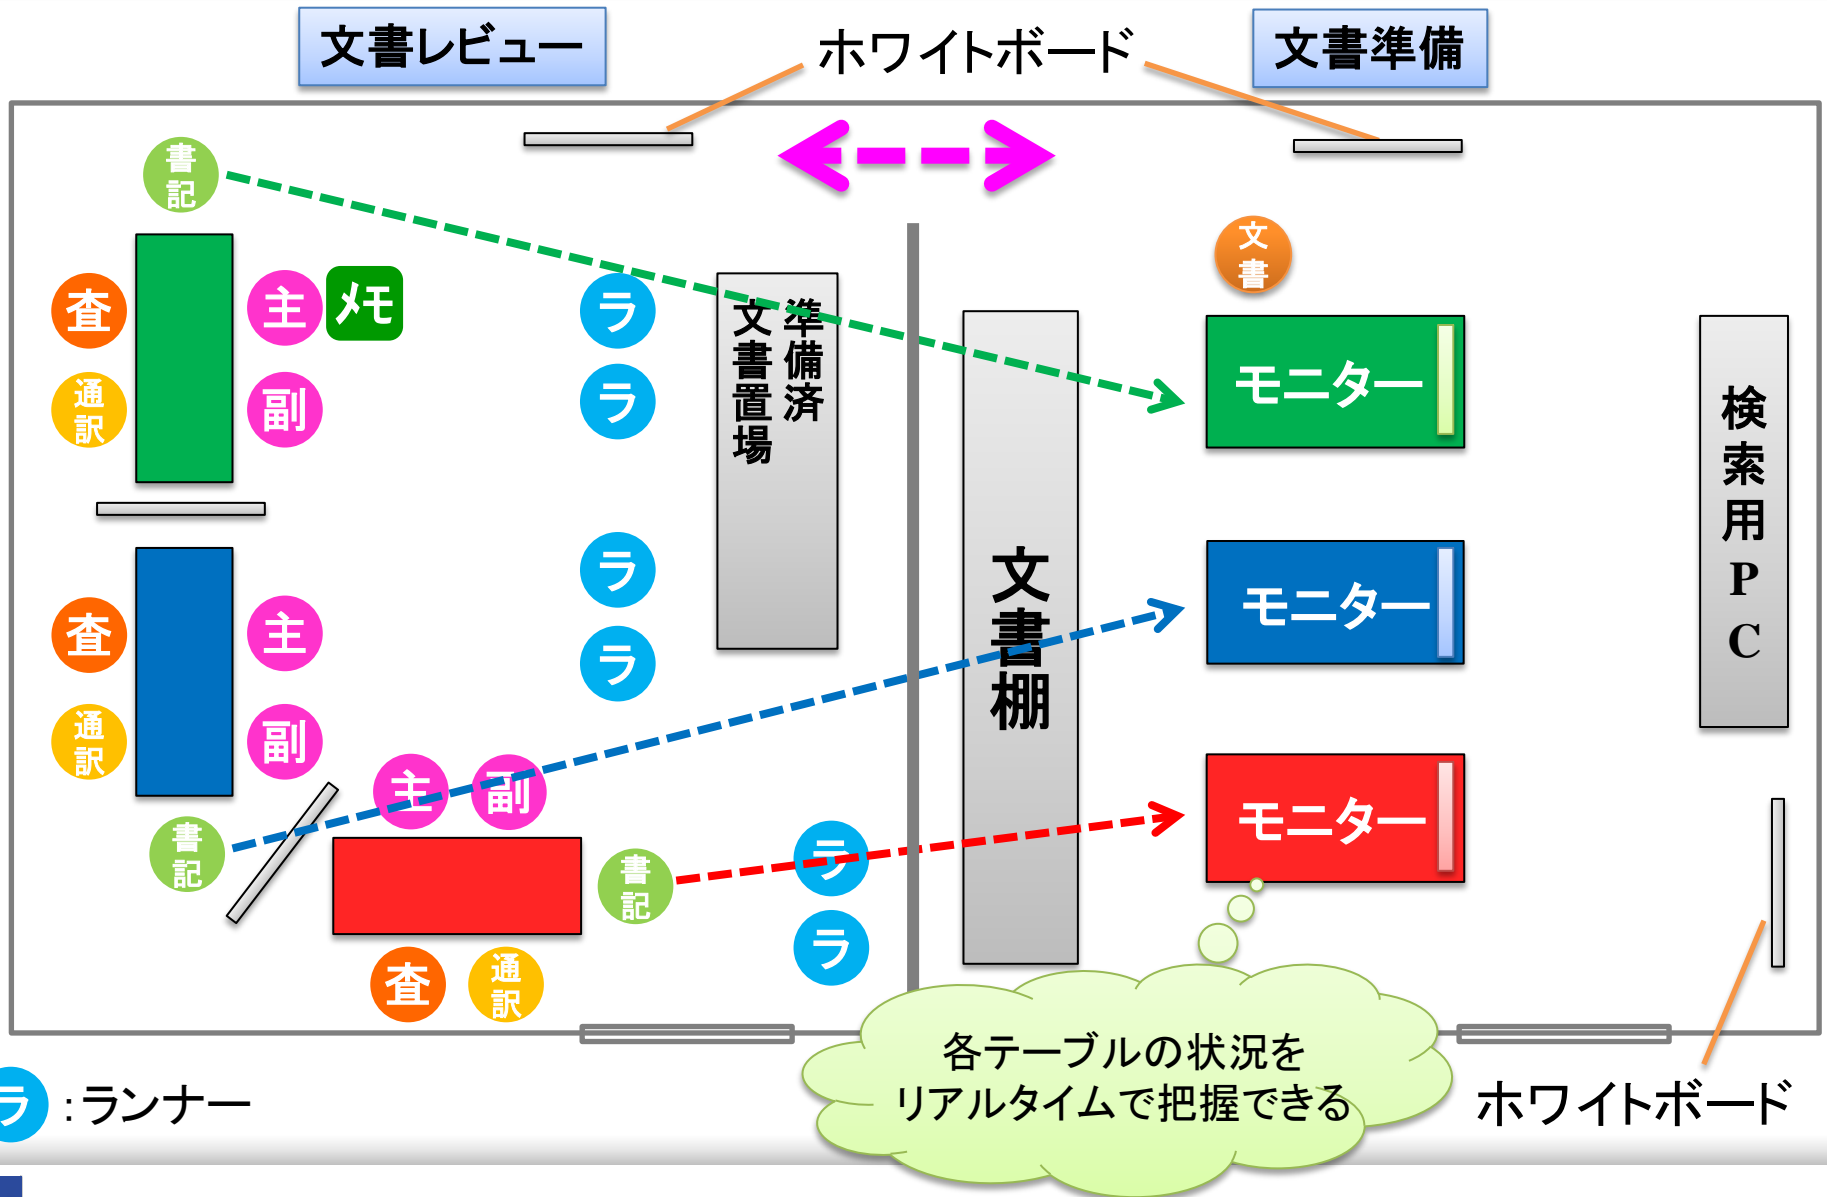 文書レビュー
ホワイトボード
文書準備
書記
文書
査
主
メモ
ラ
準備済
文書置場
通訳
副
ラ
モニター
検索用PC
文書棚
ラ
モニター
査
主
ラ
通訳
副
主
副
モニター
書記
書記
ラ
ラ
査
通訳
各テーブルの状況を
リアルタイムで把握できる
ラ:ランナー
ホワイトボード